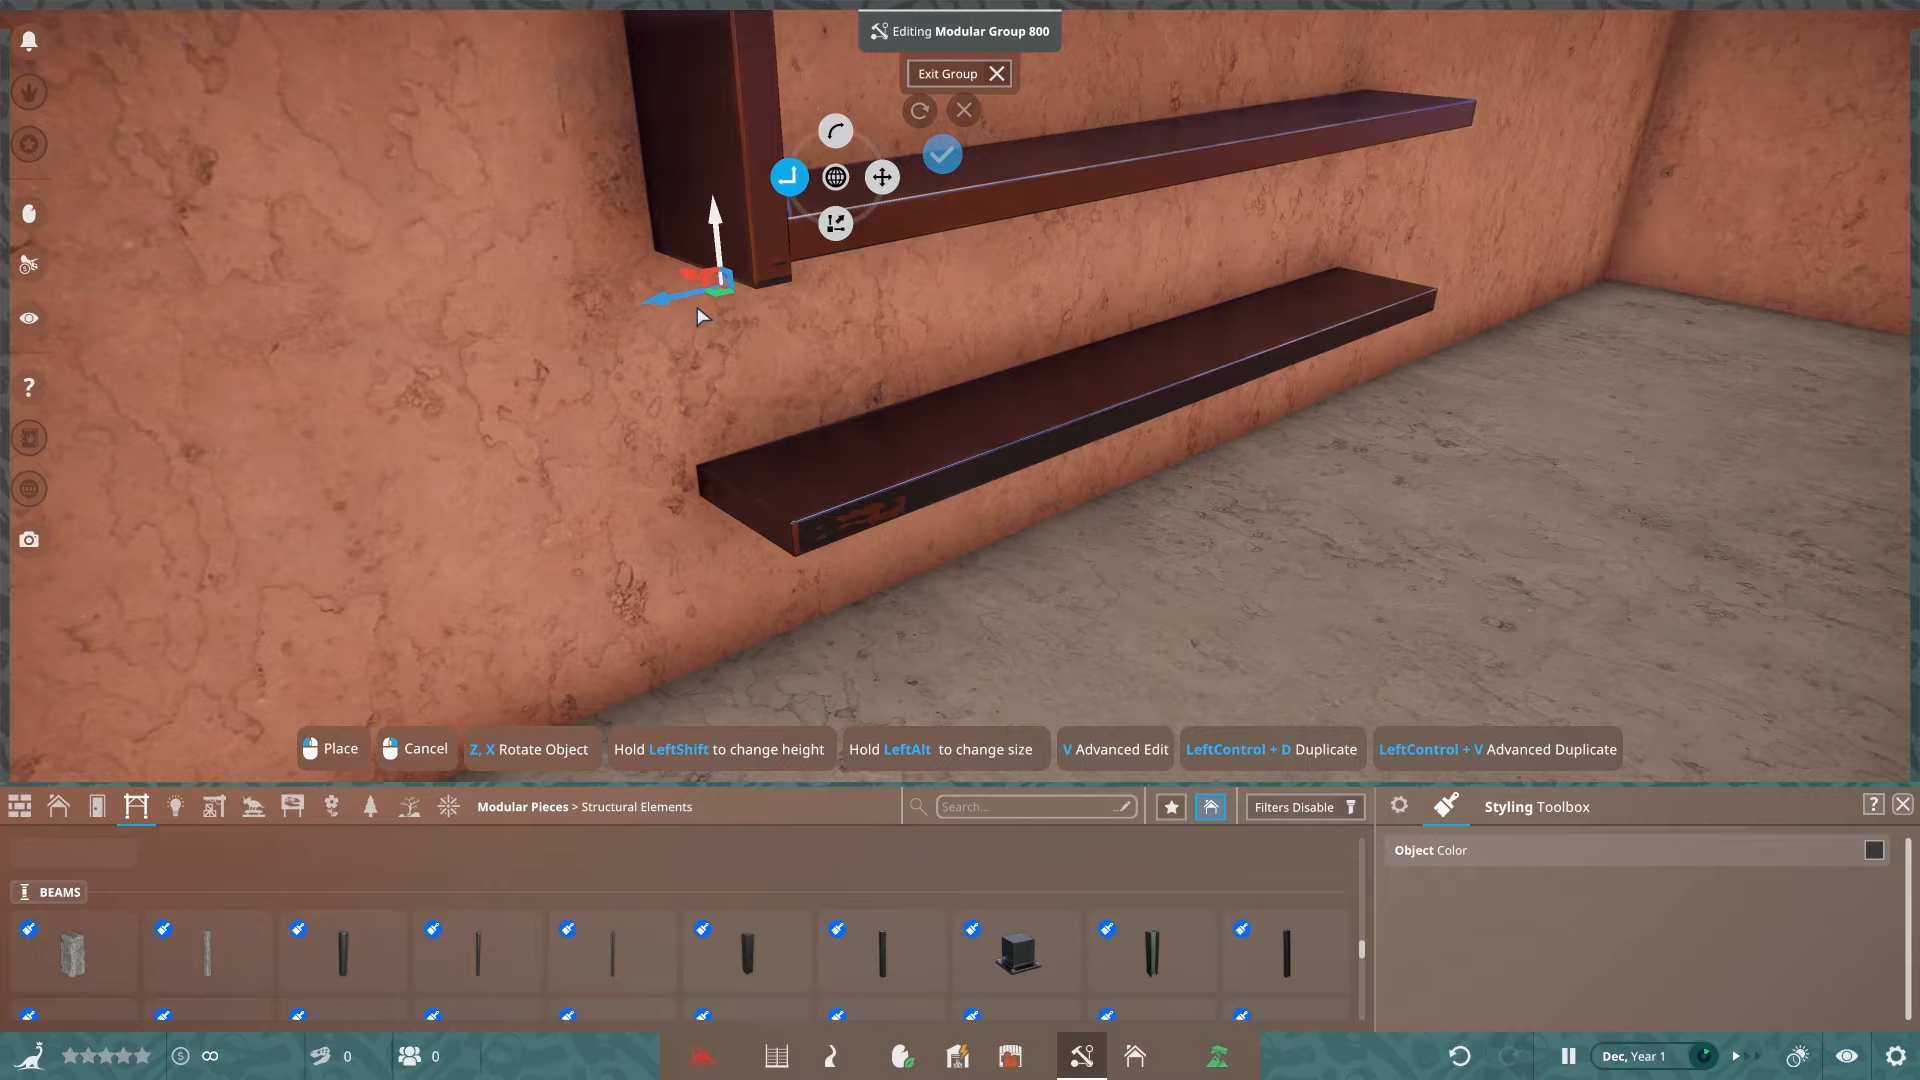 Editing Modular Group 800
Exit Group
Place
Cancel
Z, X Rotate Object
Hold LeftShift to change height
Hold LeftAlt to change size
V Advanced Edit
LeftControl + D Duplicate
LeftControl + V Advanced Duplicate
Modular Pieces > Structural Elements
Search...
Filters Disable
Styling Toolbox
?
Object Color
BEAMS
∞
0
0
Dec, Year 1